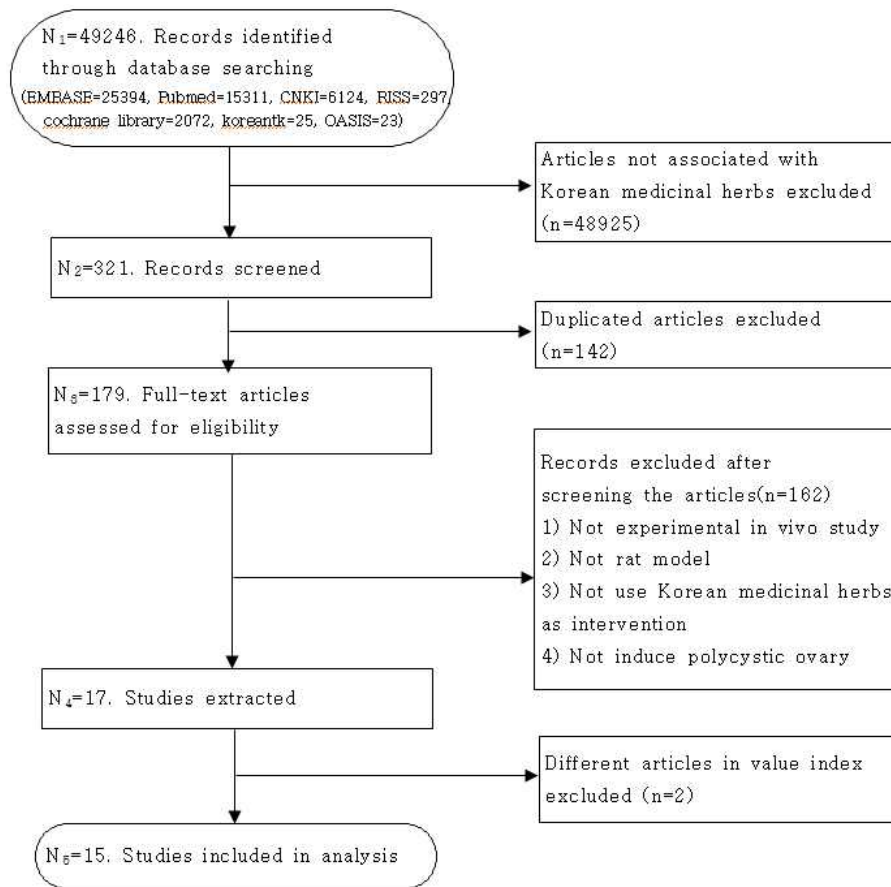 N₁=49246. Records identified
through database searching
(EMBASE=25394, Pubmed=15311, CNKI=6124, RISS=297,
cochrane library=2072, koreantk=25, OASIS=23)
Articles not associated with
Korean medicinal herbs excluded
(n=48925)
N₂=321. Records screened
Duplicated articles excluded
(n=142)
N₃=179. Full-text articles
assessed for eligibility
Records excluded after
screening the articles(n=162)
1) Not experimental in vivo study
2) Not rat model
3) Not use Korean medicinal herbs
as intervention
4) Not induce polycystic ovary
N₄=17. Studies extracted
Different articles in value index
excluded (n=2)
N₅=15. Studies included in analysis